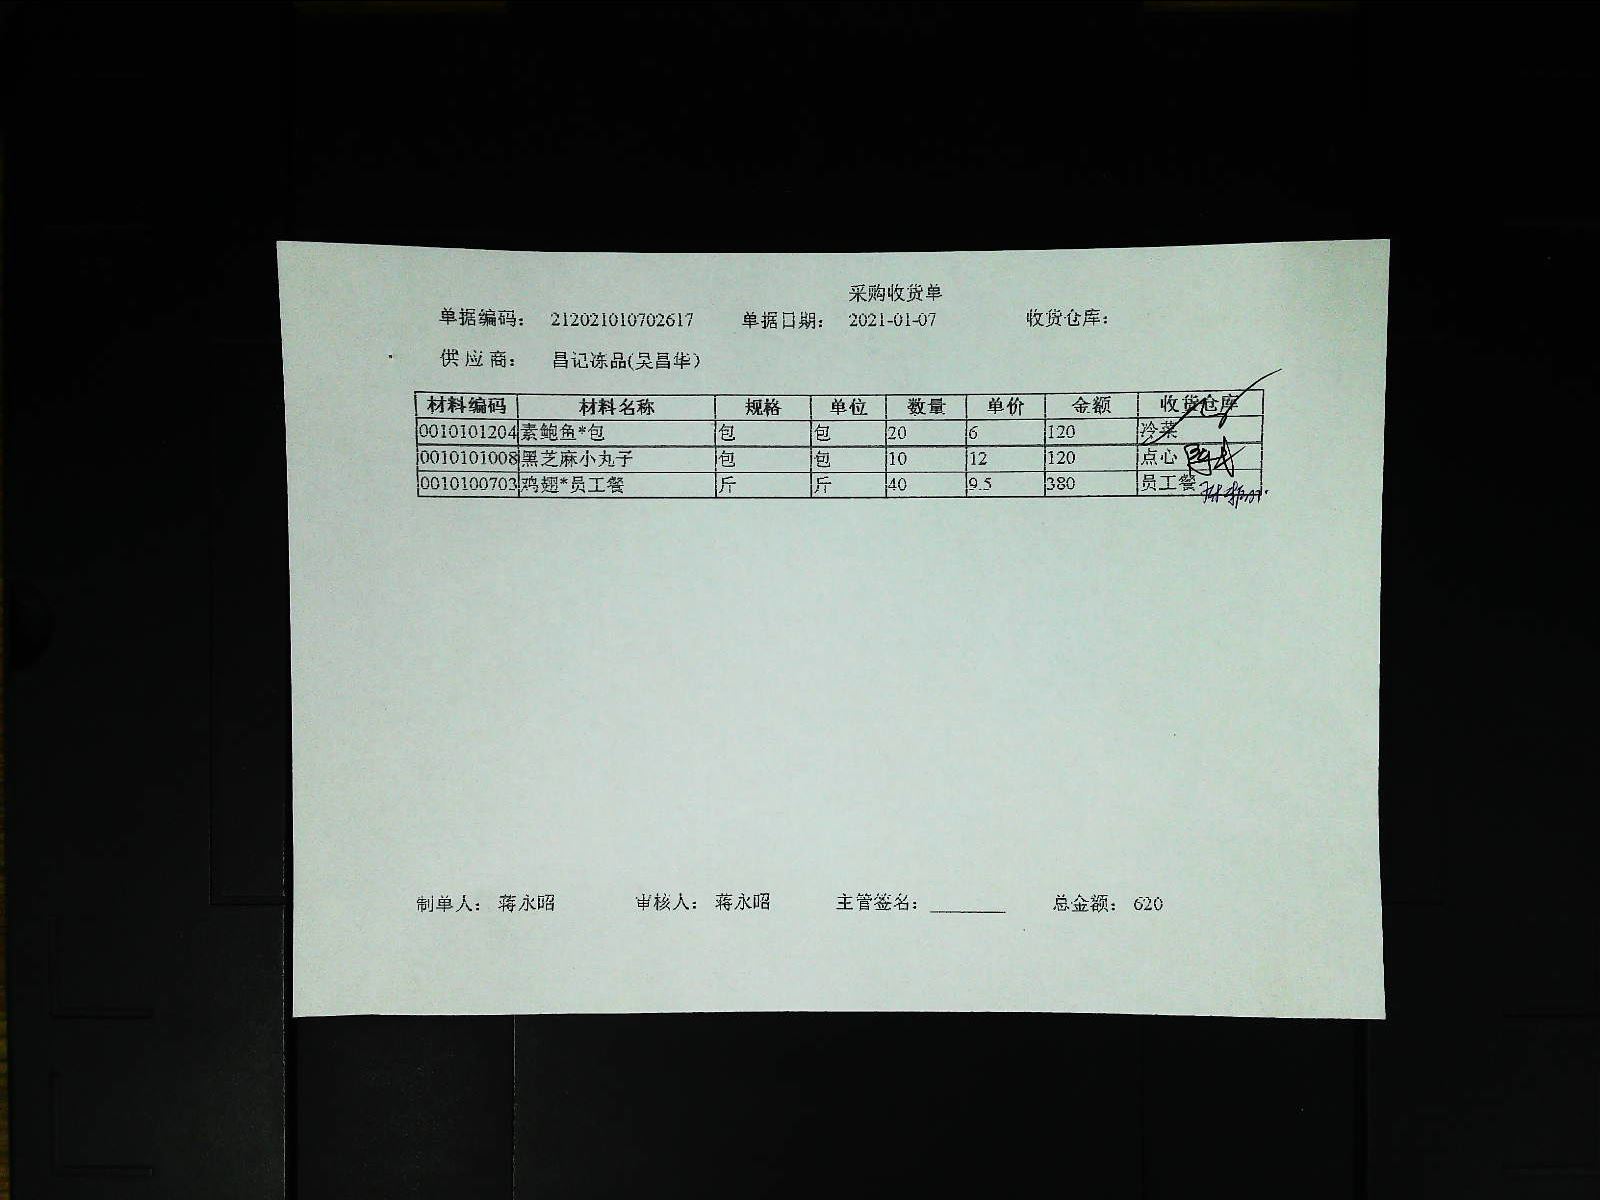 采购收货单
单据编码: 212021010702617 单据日期: 2021-01-07 收货仓库:
供应商: 昌记冻品(吴昌华)
材料编码 材料名称 规格 单位 数量 单价 金额 收货仓库
0010101204 素鲍鱼*包 包 包 20 6 120 冷菜
0010101008 黑芝麻小丸子 包 包 10 12 120 点心
0010100703 鸡翅*员工餐 斤 斤 40 9.5 380 员工餐
制单人: 蒋永昭 审核人: 蒋永昭 主管签名: 总金额: 620